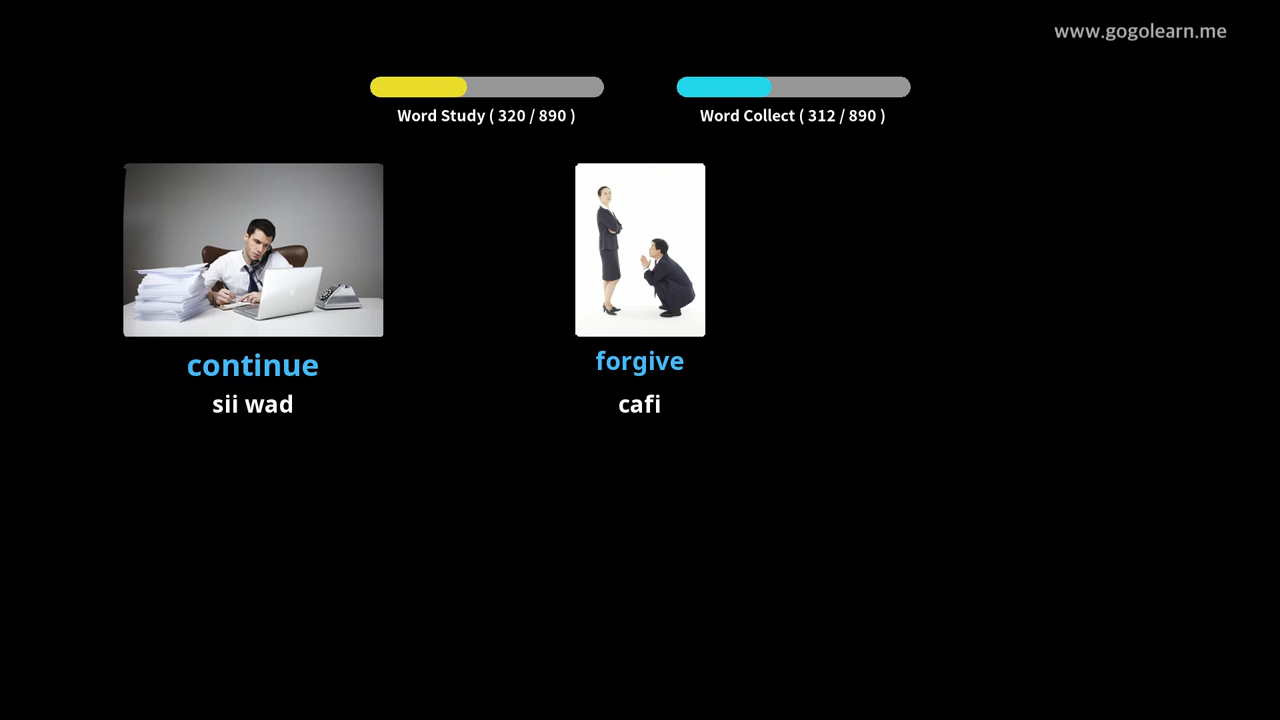 www.gogolearn.me
Word Study ( 320 / 890 )
Word Collect ( 312 / 890 )
continue
sii wad
forgive
cafi